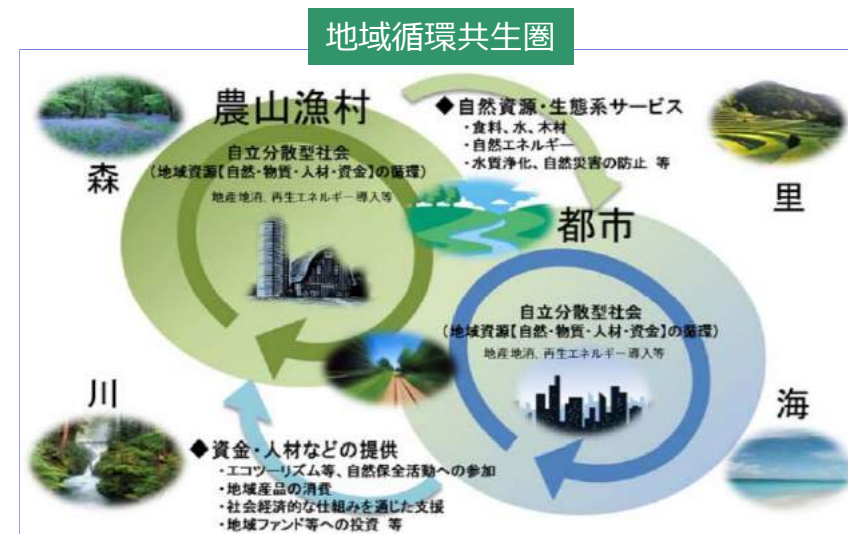 地域循環共生圏
農山漁村
自立分散型社会
(地域資源【自然・物質・人材・資金】の循環)
地産地消、再生エネルギー導入等
森
◆自然資源・生態系サービス
・食料、水、木材
・自然エネルギー
・水質浄化、自然災害の防止 等
里
都市
自立分散型社会
(地域資源【自然・物質・人材・資金】の循環)
地産地消、再生エネルギー導入等
川
◆資金・人材などの提供
・エコツーリズム等、自然保全活動への参加
・地域産品の消費
・社会経済的な仕組みを通じた支援
・地域ファンド等への投資 等
海